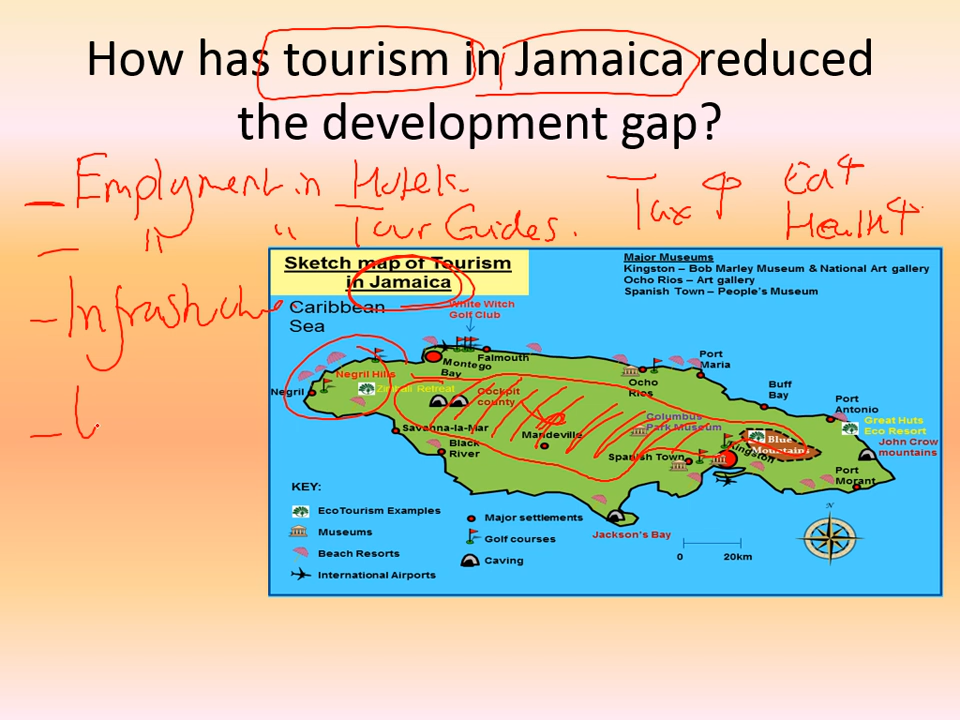 How has tourism in Jamaica reduced
the development gap?
- Emplyment in Hotels.
Tax Ed
- " " Tour Guides.
Health
- Infrastructure
Sketch map of Tourism
in Jamaica
Major Museums
Kingston – Bob Marley Museum & National Art gallery
Ocho Rios – Art gallery
Spanish Town – People's Museum
Caribbean
Sea
White Witch
Golf Club
Falmouth
Montego
Bay
Port
Maria
Negril Hills
Ocho
Rios
Negril
Zimbali Retreat
Cockpit
county
Buff
Bay
Port
Antonio
Great Huts
Eco Resort
Savanna-la-Mar
Mandeville
Columbus
Park Museum
Blue
Mountains
John Crow
mountains
Black
River
Spanish Town
Kingston
Port
Morant
KEY:
EcoTourism Examples
Museums
Beach Resorts
International Airports
Major settlements
Golf courses
Caving
Jackson's Bay
0 20km
N